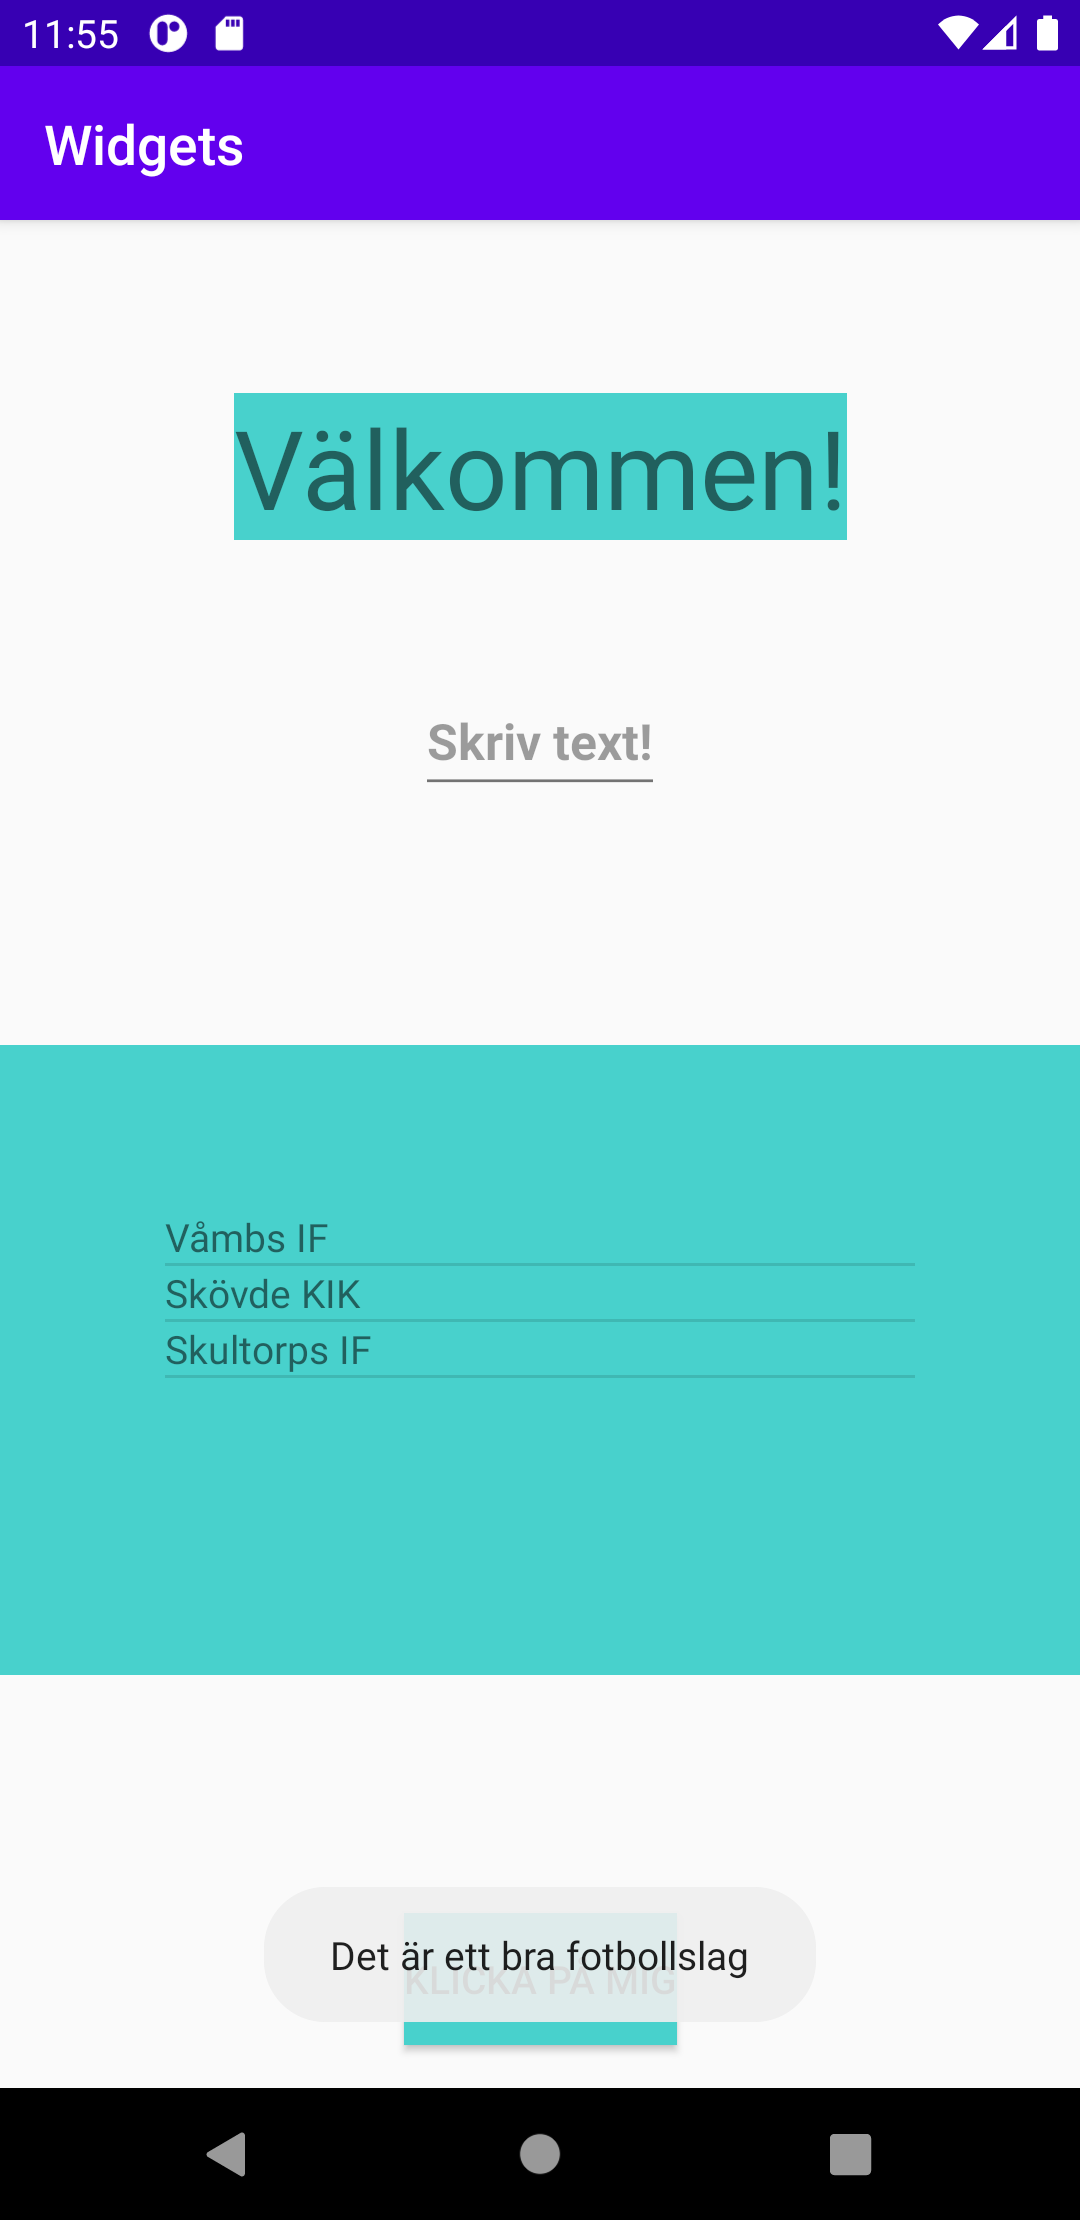 11:55
Widgets
Välkommen!
Skriv text!
Våmbs IF
Skövde KIK
Skultorps IF
Det är ett bra fotbollslag
KLICKA PÅ MIG